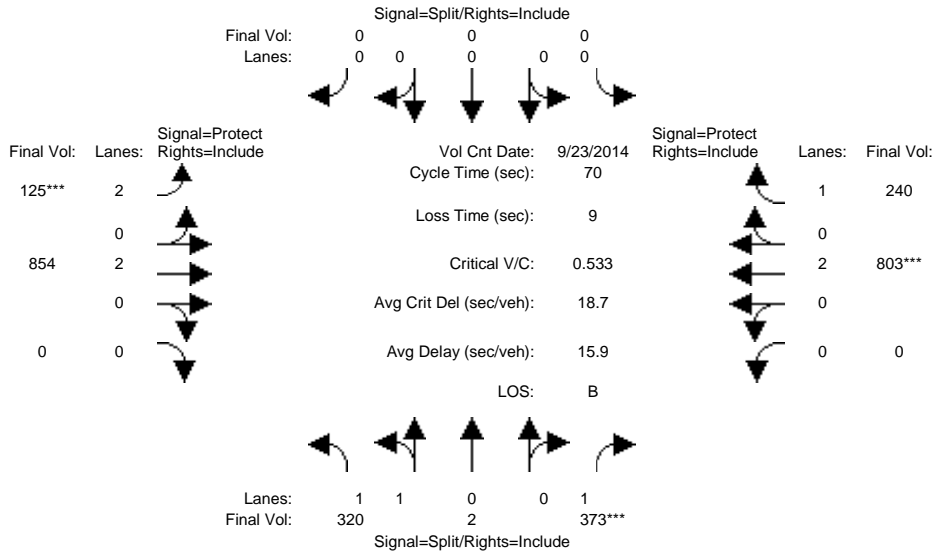 Signal=Split/Rights=Include
Final Vol: 0 0 0
Lanes: 0 0 0 0 0
Signal=Protect Signal=Protect
Final Vol: Lanes: Rights=Include Vol Cnt Date: 9/23/2014 Rights=Include Lanes: Final Vol:
Cycle Time (sec): 70
125*** 2 1 240
Loss Time (sec): 9
0 0
854 2 Critical V/C: 0.533 2 803***
0 Avg Crit Del (sec/veh): 18.7 0
0 0 Avg Delay (sec/veh): 15.9 0 0
LOS: B
Lanes: 1 1 0 0 1
Final Vol: 320 2 373***
Signal=Split/Rights=Include